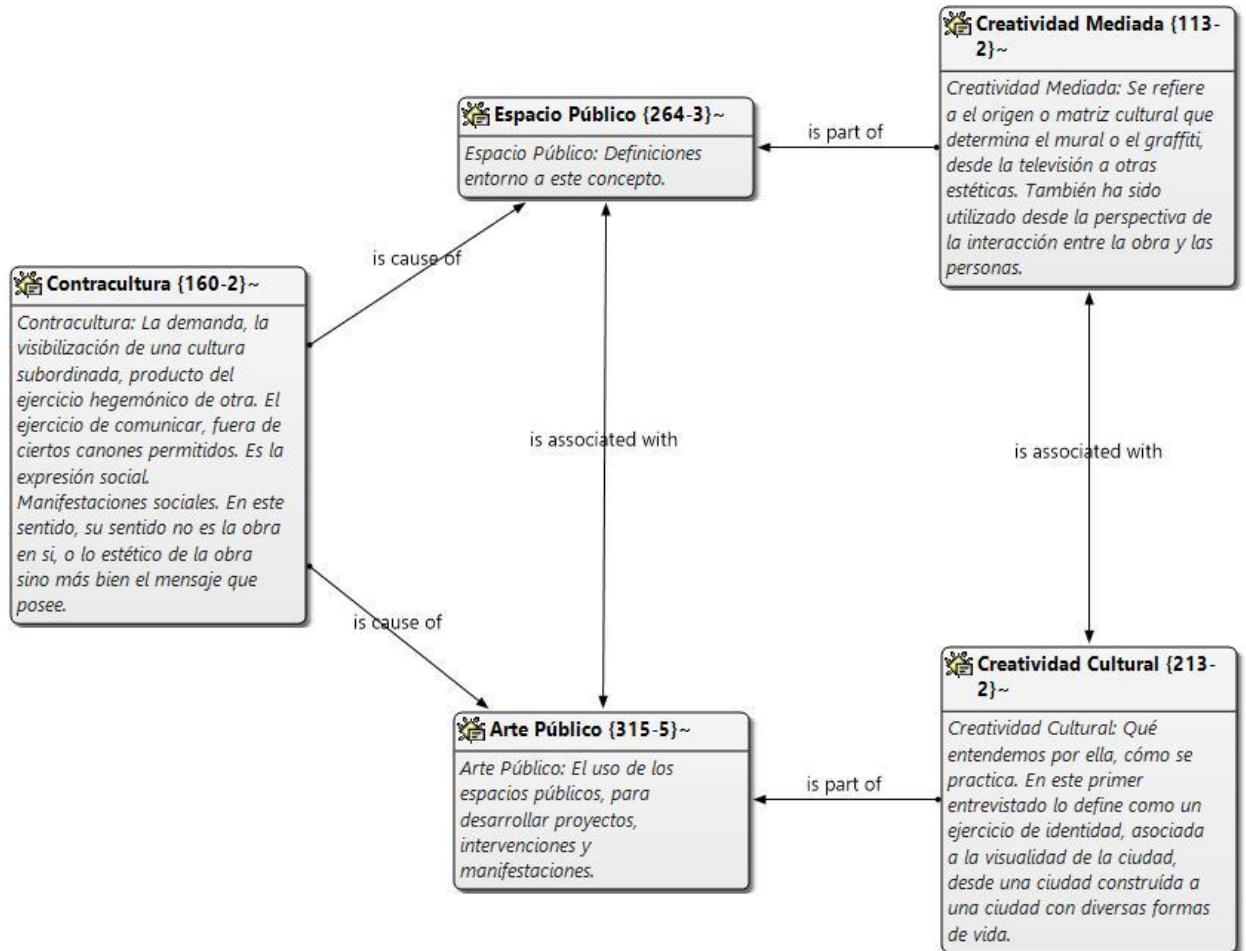 Creatividad Mediada {113-
2}~
Creatividad Mediada: Se refiere
a el origen o matriz cultural que
determina el mural o el graffiti,
desde la televisión a otras
estéticas. También ha sido
utilizado desde la perspectiva de
la interacción entre la obra y las
personas.
Espacio Público {264-3}~
Espacio Público: Definiciones
entorno a este concepto.
is part of
is cause of
Contracultura {160-2}~
Contracultura: La demanda, la
visibilización de una cultura
subordinada, producto del
ejercicio hegemónico de otra. El
ejercicio de comunicar, fuera de
ciertos canones permitidos. Es la
expresión social.
Manifestaciones sociales. En este
sentido, su sentido no es la obra
en si, o lo estético de la obra
sino más bien el mensaje que
posee.
is associated with
is associated with
is cause of
Arte Público {315-5}~
Arte Público: El uso de los
espacios públicos, para
desarrollar proyectos,
intervenciones y
manifestaciones.
is part of
Creatividad Cultural {213-
2}~
Creatividad Cultural: Qué
entendemos por ella, cómo se
practica. En este primer
entrevistado lo define como un
ejercicio de identidad, asociada
a la visualidad de la ciudad,
desde una ciudad construída a
una ciudad con diversas formas
de vida.